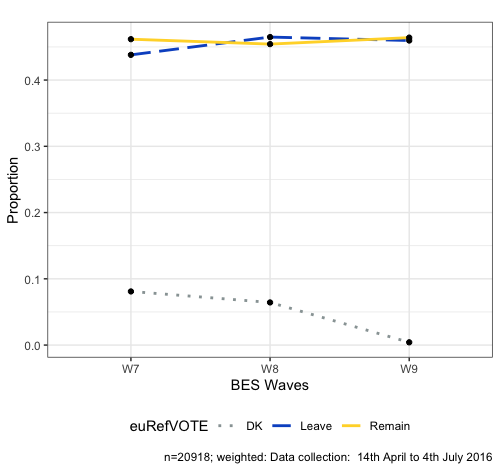 0.4
0.3
0.2
0.1
0.0
Proportion
W7 W8 W9
BES Waves
euRefVOTE DK Leave Remain
n=20918; weighted: Data collection:  14th April to 4th July 2016